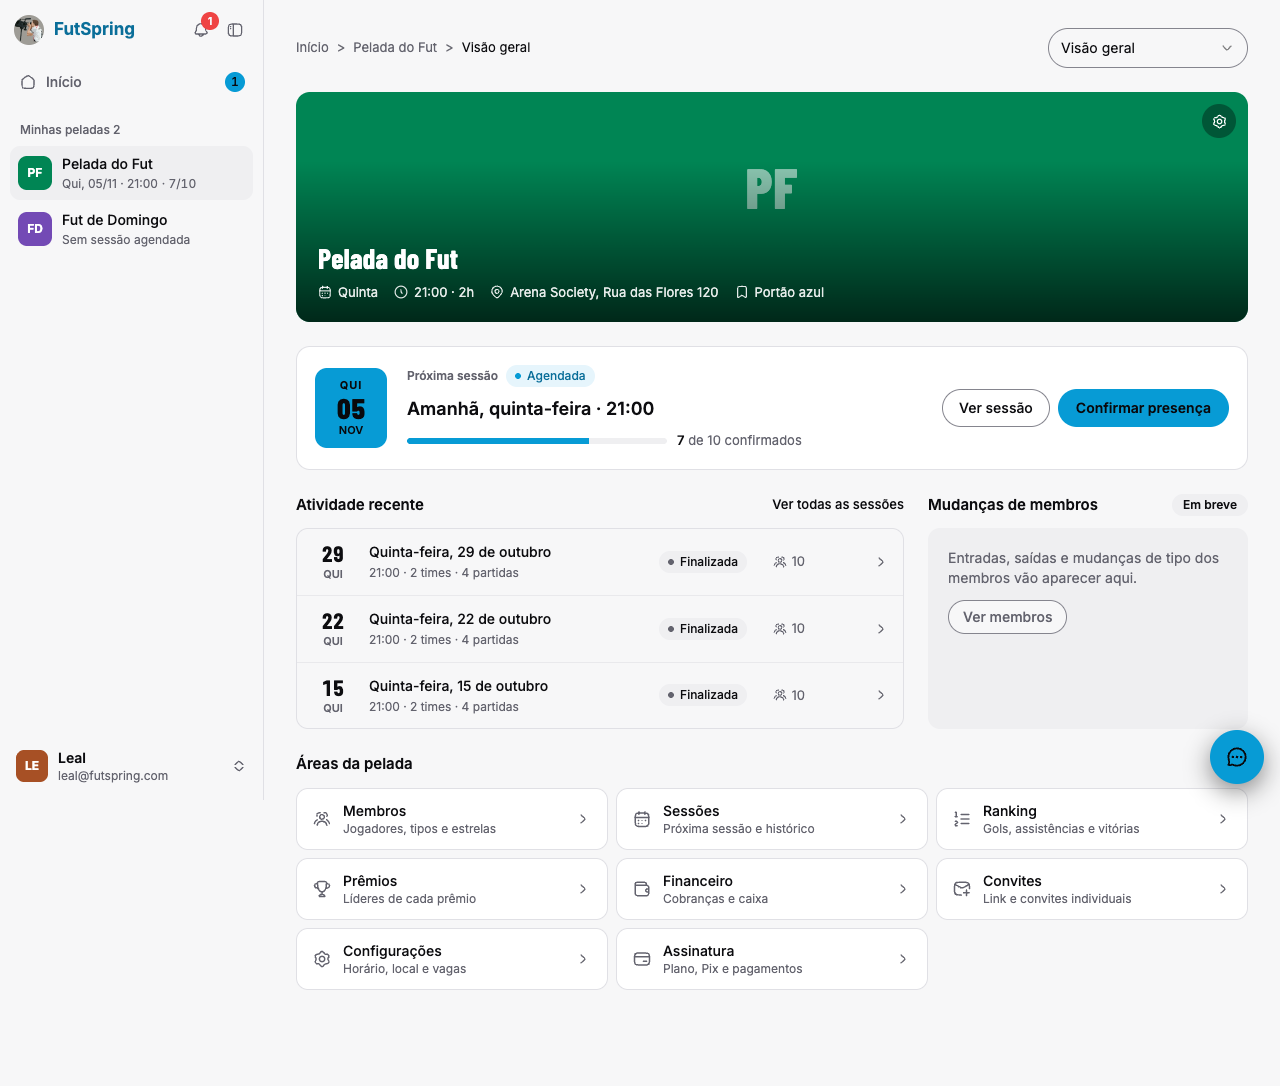 FutSpring
1
Início
1
Minhas peladas 2
PF
Pelada do Fut
Qui, 05/11 · 21:00 · 7/10
FD
Fut de Domingo
Sem sessão agendada
LE
Leal
leal@futspring.com
Início > Pelada do Fut > Visão geral
Visão geral
PF
Pelada do Fut
Quinta
21:00 · 2h
Arena Society, Rua das Flores 120
Portão azul
QUI
05
NOV
Próxima sessão
Agendada
Amanhã, quinta-feira · 21:00
7 de 10 confirmados
Ver sessão
Confirmar presença
Atividade recente
Ver todas as sessões
29
QUI
Quinta-feira, 29 de outubro
21:00 · 2 times · 4 partidas
Finalizada
10
22
QUI
Quinta-feira, 22 de outubro
21:00 · 2 times · 4 partidas
Finalizada
10
15
QUI
Quinta-feira, 15 de outubro
21:00 · 2 times · 4 partidas
Finalizada
10
Mudanças de membros
Em breve
Entradas, saídas e mudanças de tipo dos
membros vão aparecer aqui.
Ver membros
Áreas da pelada
Membros
Jogadores, tipos e estrelas
Sessões
Próxima sessão e histórico
Ranking
Gols, assistências e vitórias
Prêmios
Líderes de cada prêmio
Financeiro
Cobranças e caixa
Convites
Link e convites individuais
Configurações
Horário, local e vagas
Assinatura
Plano, Pix e pagamentos